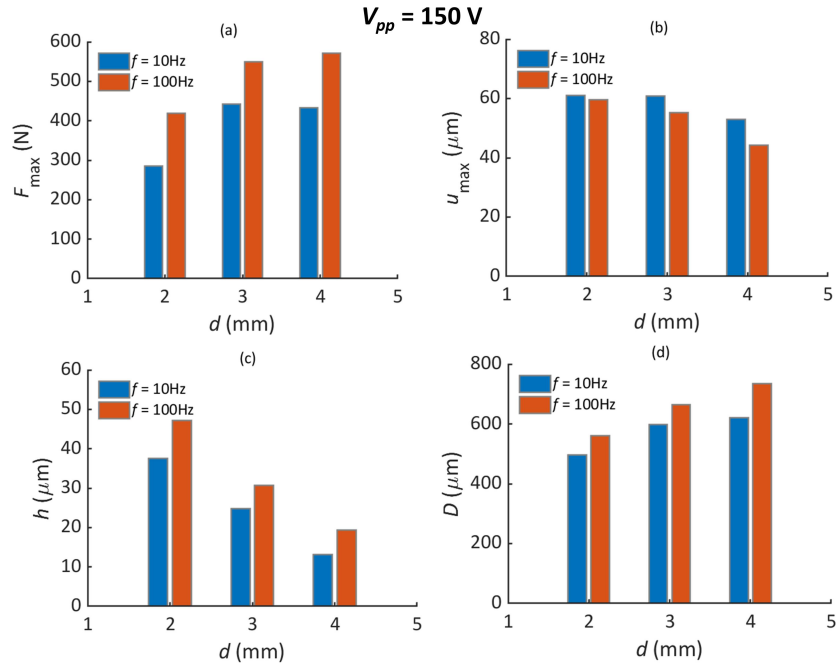 V_pp = 150 V
(a)
600
500
400
300
200
100
0
F_max (N)
f = 10Hz
f = 100Hz
1 2 3 4 5
d (mm)
(b)
80
60
40
20
0
u_max (μm)
f = 10Hz
f = 100Hz
1 2 3 4 5
d (mm)
(c)
60
50
40
30
20
10
0
h (μm)
f = 10Hz
f = 100Hz
1 2 3 4 5
d (mm)
(d)
800
600
400
200
0
D (μm)
f = 10Hz
f = 100Hz
1 2 3 4 5
d (mm)